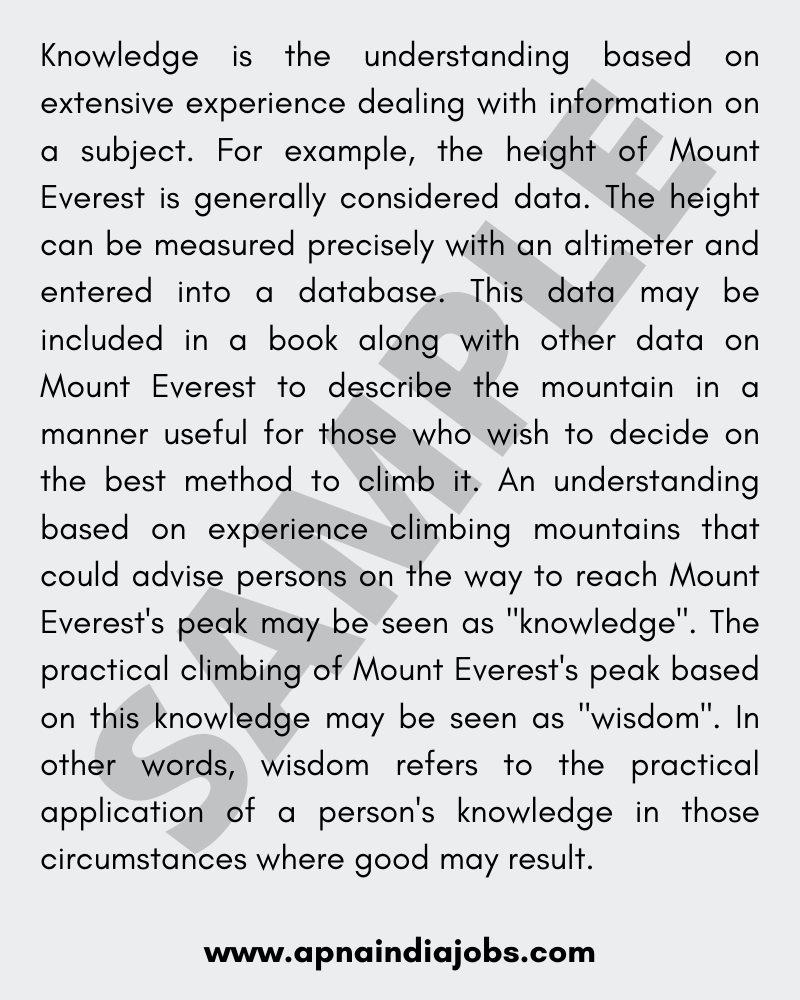 Knowledge is the understanding based on
extensive experience dealing with information on
a subject. For example, the height of Mount
Everest is generally considered data. The height
can be measured precisely with an altimeter and
entered into a database. This data may be
included in a book along with other data on
Mount Everest to describe the mountain in a
manner useful for those who wish to decide on
the best method to climb it. An understanding
based on experience climbing mountains that
could advise persons on the way to reach Mount
Everest's peak may be seen as "knowledge". The
practical climbing of Mount Everest's peak based
on this knowledge may be seen as "wisdom". In
other words, wisdom refers to the practical
application of a person's knowledge in those
circumstances where good may result.
SAMPLE
www.apnaindiajobs.com